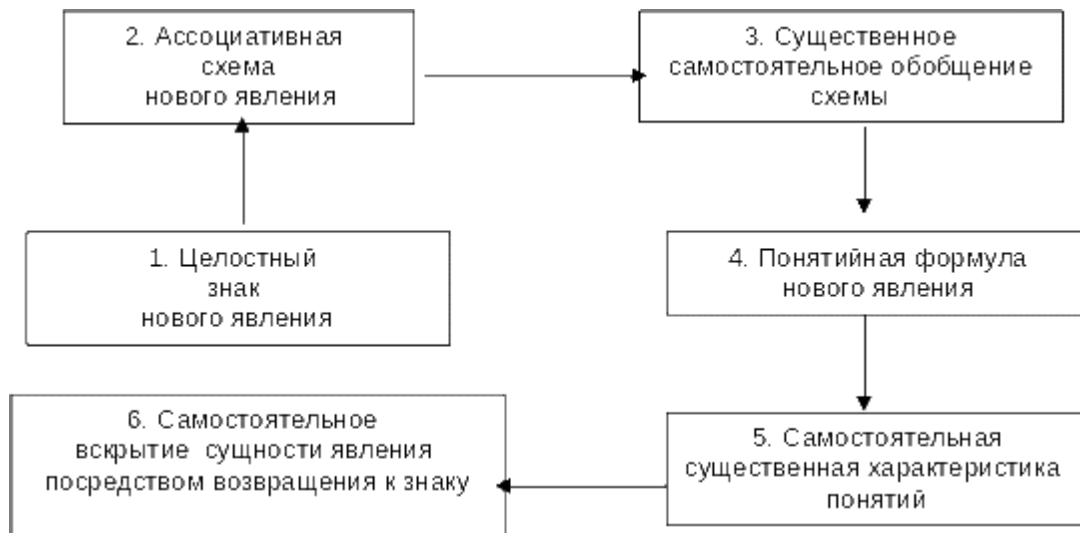 2. Ассоциативная
схема
нового явления
3. Существенное
самостоятельное обобщение
схемы
1. Целостный
знак
нового явления
4. Понятийная формула
нового явления
6. Самостоятельное
вскрытие сущности явления
посредством возвращения к знаку
5. Самостоятельная
существенная характеристика
понятий